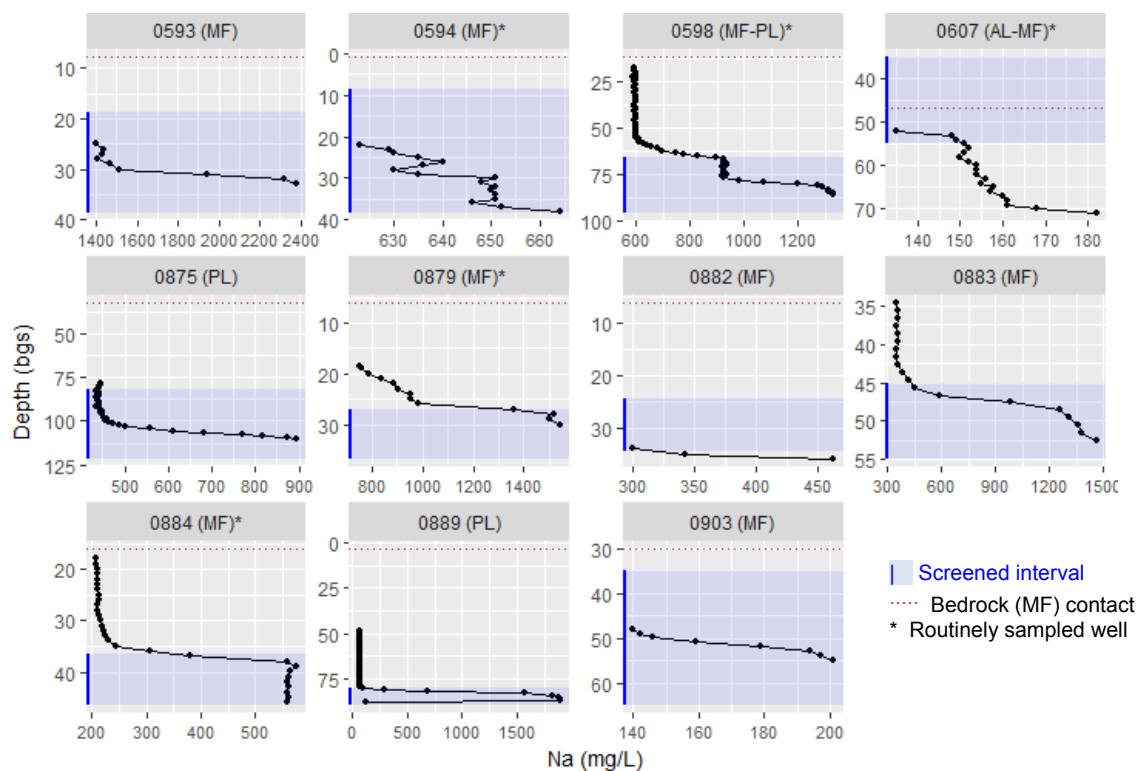 0593 (MF) 0594 (MF)* 0598 (MF-PL)* 0607 (AL-MF)*
10
20
30
40
0
10
20
30
40
25
50
75
100
40
50
60
70
1400 1600 1800 2000 2200 2400
630 640 650 660
600 800 1000 1200
140 150 160 170 180
0875 (PL) 0879 (MF)* 0882 (MF) 0883 (MF)
50
75
100
125
10
20
30
10
20
30
35
40
45
50
55
500 600 700 800 900
800 1000 1200 1400
300 350 400 450
300 600 900 1200 1500
0884 (MF)* 0889 (PL) 0903 (MF)
20
30
40
0
25
50
75
30
40
50
60
200 300 400 500
0 500 1000 1500
140 160 180 200
Depth (bgs)
Na (mg/L)
Screened interval
Bedrock (MF) contact
* Routinely sampled well